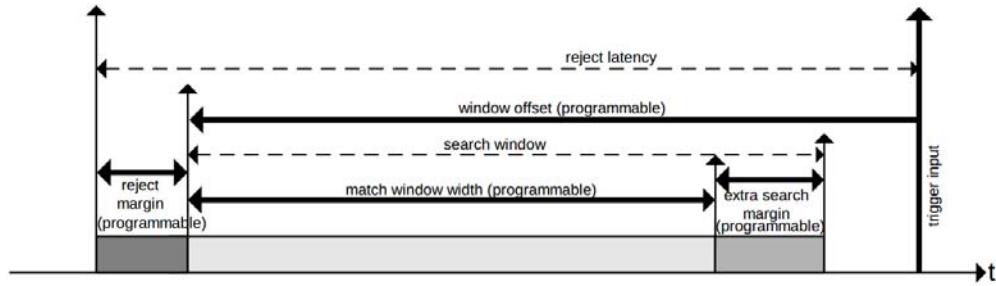 reject latency
window offset (programmable)
search window
match window width (programmable)
reject
margin
(programmable)
extra search
margin
(programmable)
trigger input
t